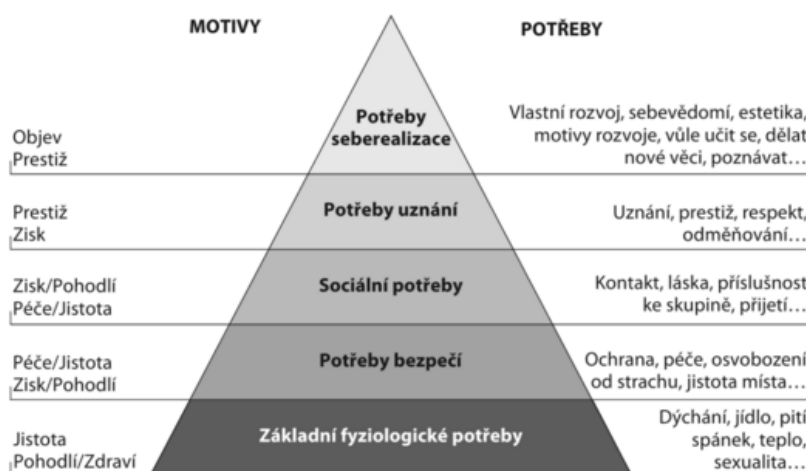 MOTIVY
POTŘEBY
Objev
Prestiž
Potřeby
seberealizace
Vlastní rozvoj, sebevědomí, estetika,
motivy rozvoje, vůle učit se, dělat
nové věci, poznávat…
Prestiž
Zisk
Potřeby uznání
Uznání, prestiž, respekt,
odměňování…
Zisk/Pohodlí
Péče/Jistota
Sociální potřeby
Kontakt, láska, příslušnost
ke skupině, přijetí…
Péče/Jistota
Zisk/Pohodlí
Potřeby bezpečí
Ochrana, péče, osvobození
od strachu, jistota místa…
Jistota
Pohodlí/Zdraví
Základní fyziologické potřeby
Dýchání, jídlo, pití
spánek, teplo,
sexualita…